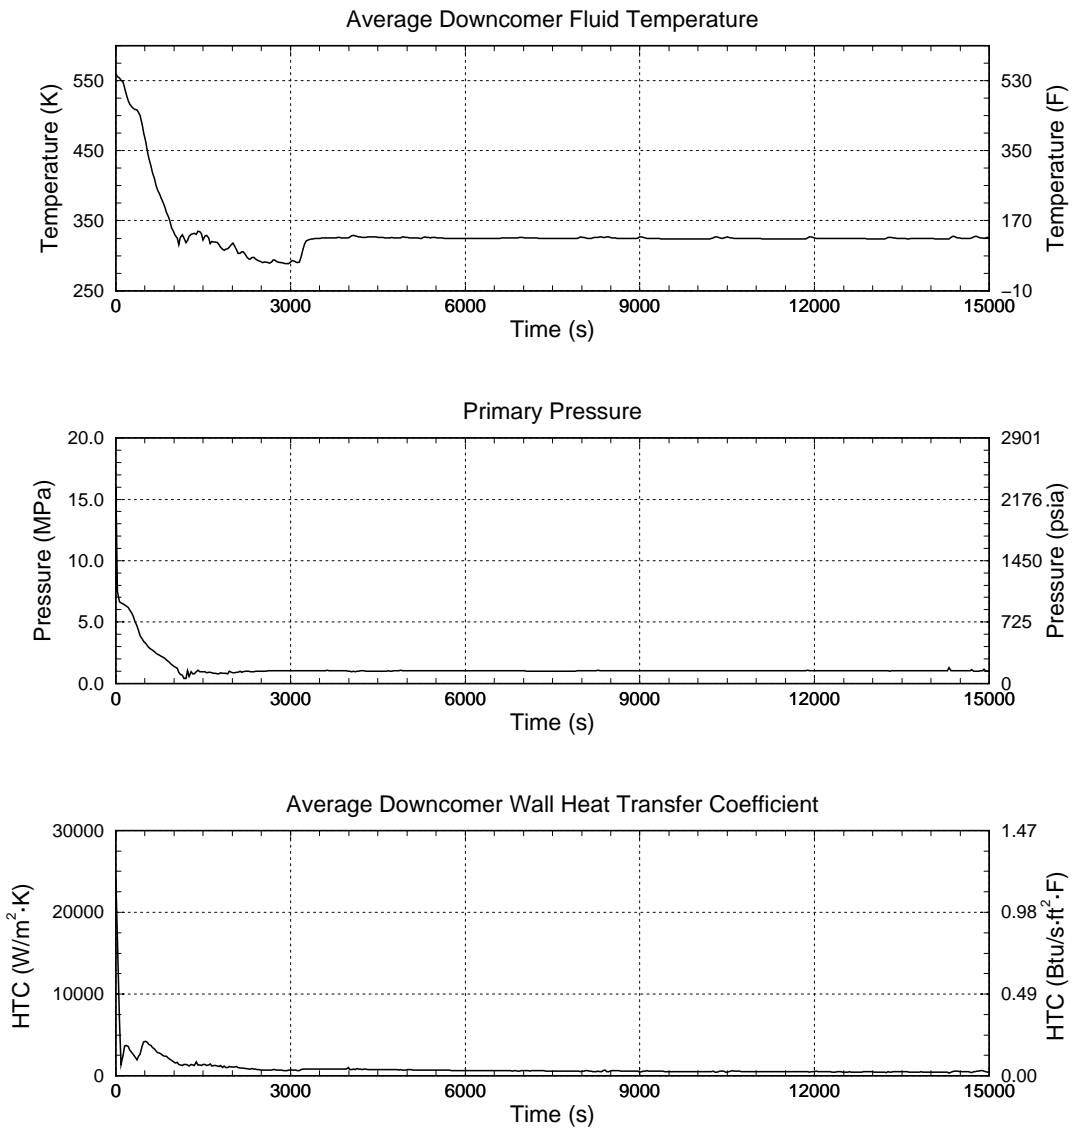 Average Downcomer Fluid Temperature
Temperature (K)
550
450
350
250
530
350
170
−10
Temperature (F)
0 3000 6000 9000 12000 15000
Time (s)
Primary Pressure
Pressure (MPa)
20.0
15.0
10.0
5.0
0.0
2901
2176
1450
725
0
Pressure (psia)
0 3000 6000 9000 12000 15000
Time (s)
Average Downcomer Wall Heat Transfer Coefficient
HTC (W/m²·K)
30000
20000
10000
0
1.47
0.98
0.49
0.00
HTC (Btu/s·ft²·F)
0 3000 6000 9000 12000 15000
Time (s)